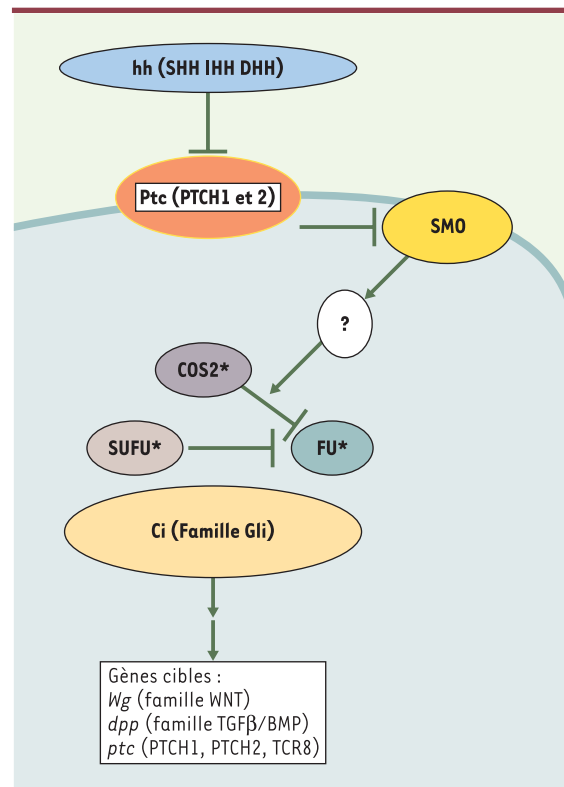 hh (SHH IHH DHH)
Ptc (PTCH1 et 2)
SMO
?
COS2*
SUFU*
FU*
Ci (Famille Gli)
Gènes cibles :
Wg (famille WNT)
dpp (famille TGFβ/BMP)
ptc (PTCH1, PTCH2, TCR8)